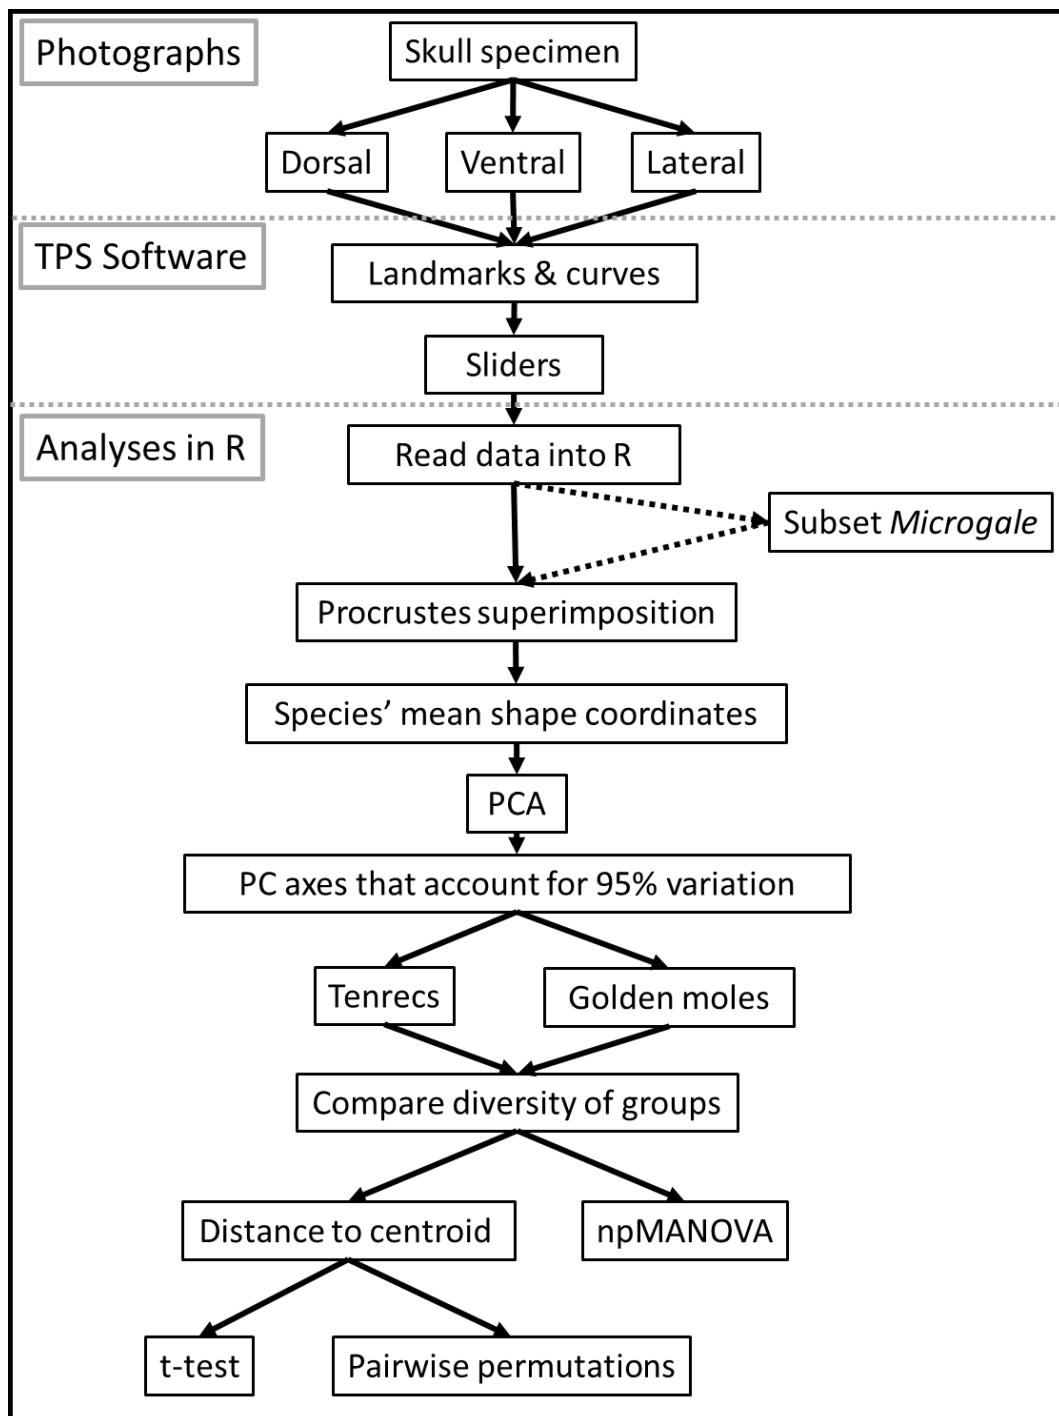 Photographs
Skull specimen
Dorsal
Ventral
Lateral
TPS Software
Landmarks & curves
Sliders
Analyses in R
Read data into R
Subset Microgale
Procrustes superimposition
Species’ mean shape coordinates
PCA
PC axes that account for 95% variation
Tenrecs
Golden moles
Compare diversity of groups
Distance to centroid
npMANOVA
t-test
Pairwise permutations